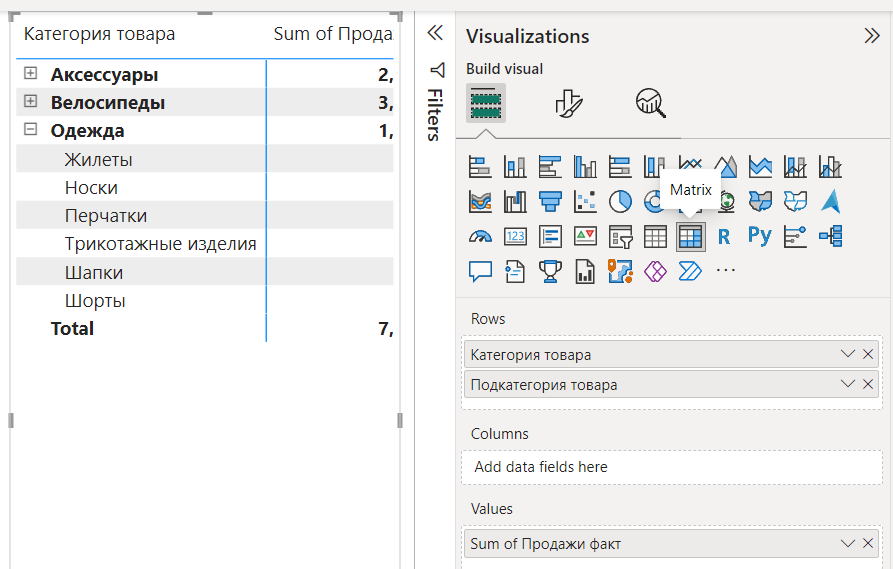 Категория товара Sum of Прода
Аксессуары 2,
Велосипеды 3,
Одежда 1,
Жилеты
Носки
Перчатки
Трикотажные изделия
Шапки
Шорты
Total 7,
Filters
Visualizations
Build visual
Matrix
123
R Py
Rows
Категория товара
Подкатегория товара
Columns
Add data fields here
Values
Sum of Продажи факт